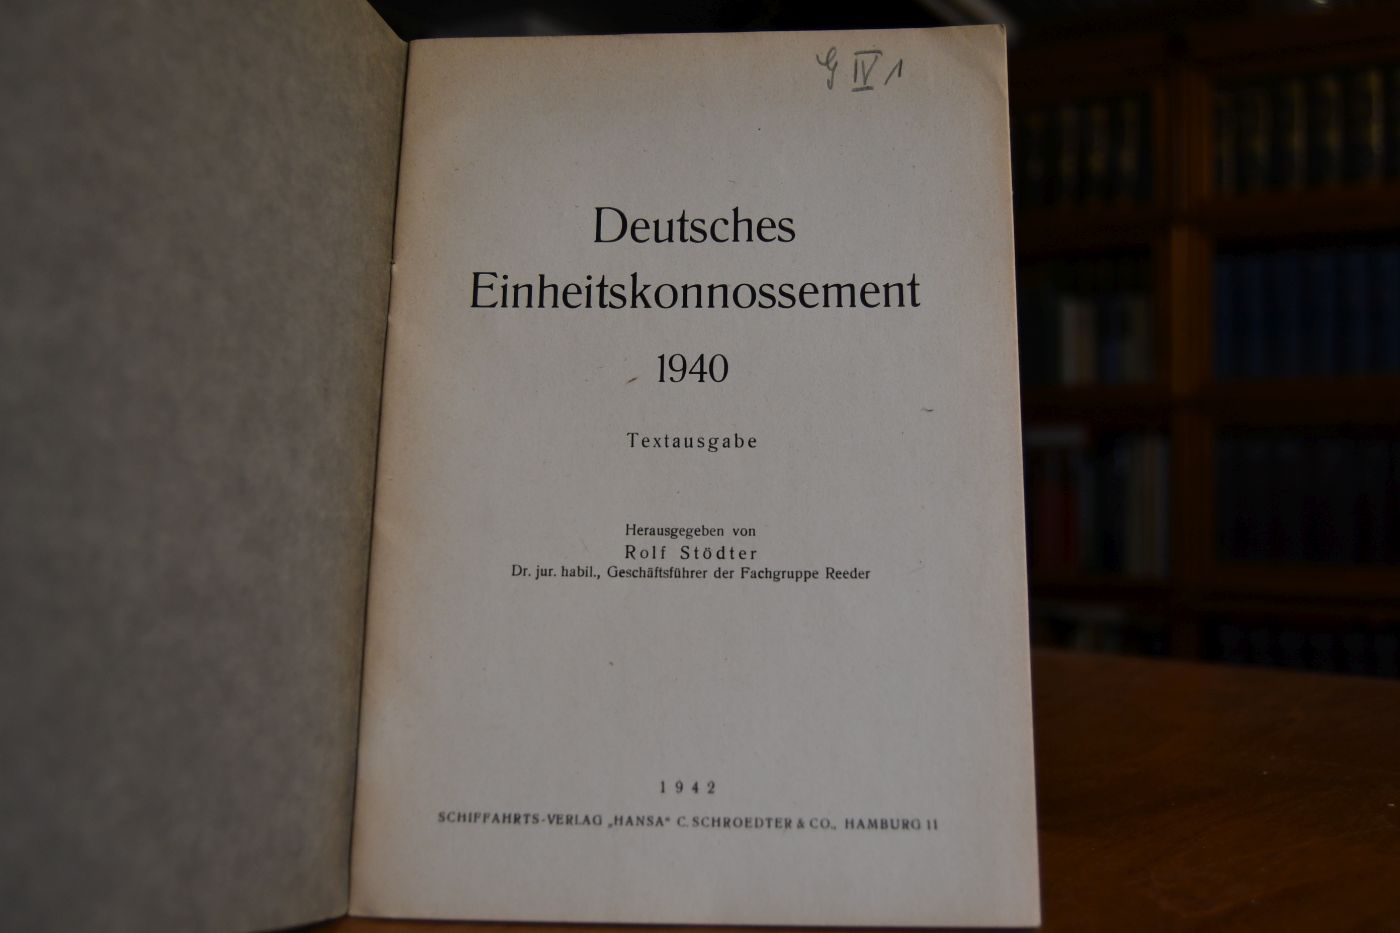 G IV 1
Deutsches
Einheitskonnossement
1940
Textausgabe
Herausgegeben von
Rolf Stödter
Dr. jur. habil., Geschäftsführer der Fachgruppe Reeder
1942
SCHIFFAHRTS-VERLAG „HANSA" C. SCHROEDTER & CO., HAMBURG 11